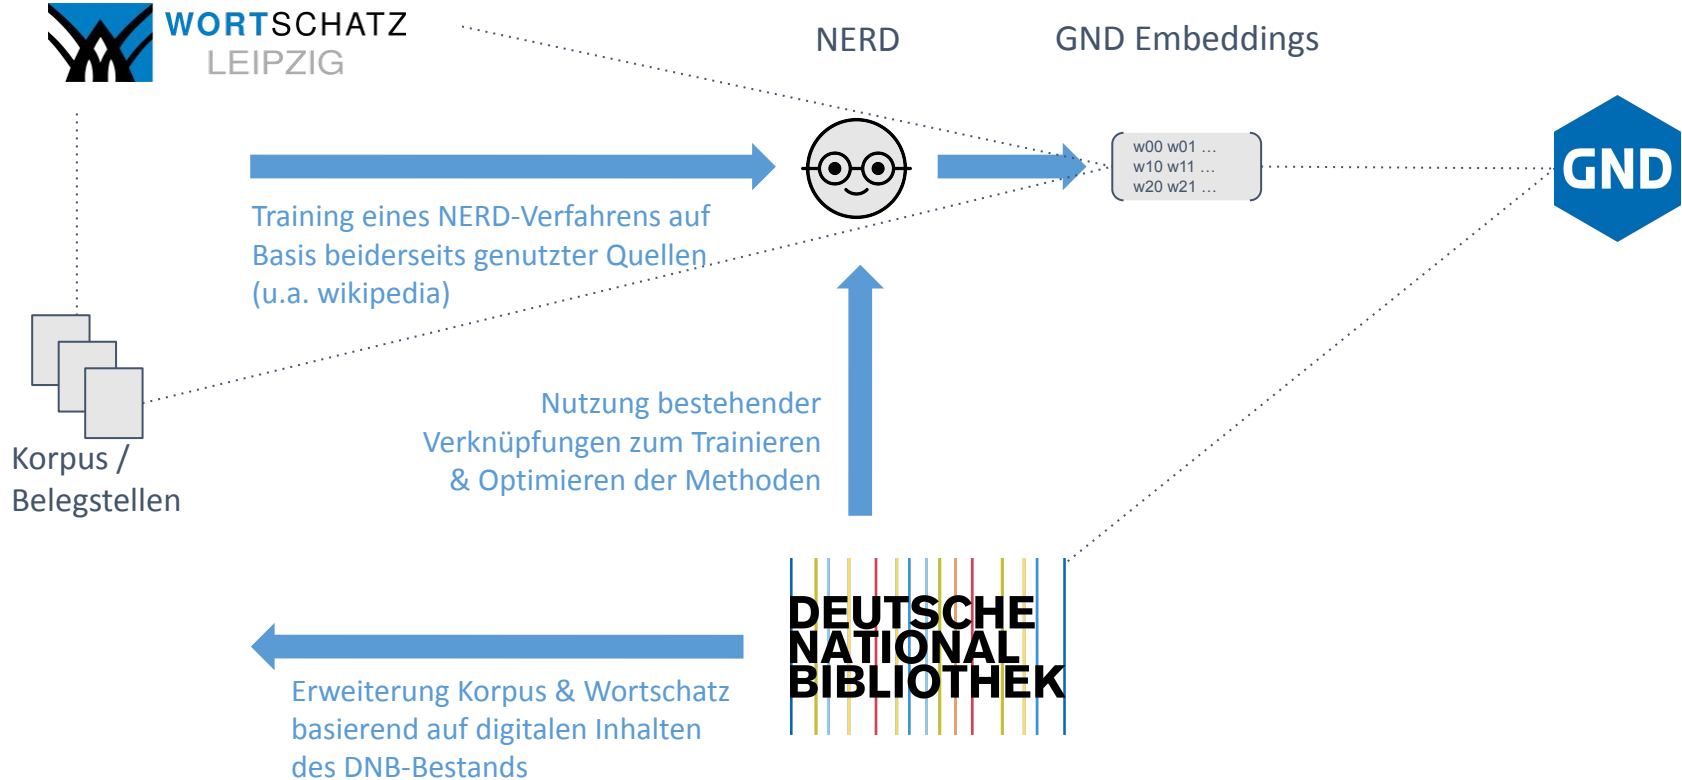 WORTSCHATZ
LEIPZIG
NERD
GND Embeddings
w00 w01 ...
w10 w11 ...
w20 w21 ...
GND
Training eines NERD-Verfahrens auf
Basis beiderseits genutzter Quellen
(u.a. wikipedia)
Korpus /
Belegstellen
Nutzung bestehender
Verknüpfungen zum Trainieren
& Optimieren der Methoden
DEUTSCHE
NATIONAL
BIBLIOTHEK
Erweiterung Korpus & Wortschatz
basierend auf digitalen Inhalten
des DNB-Bestands